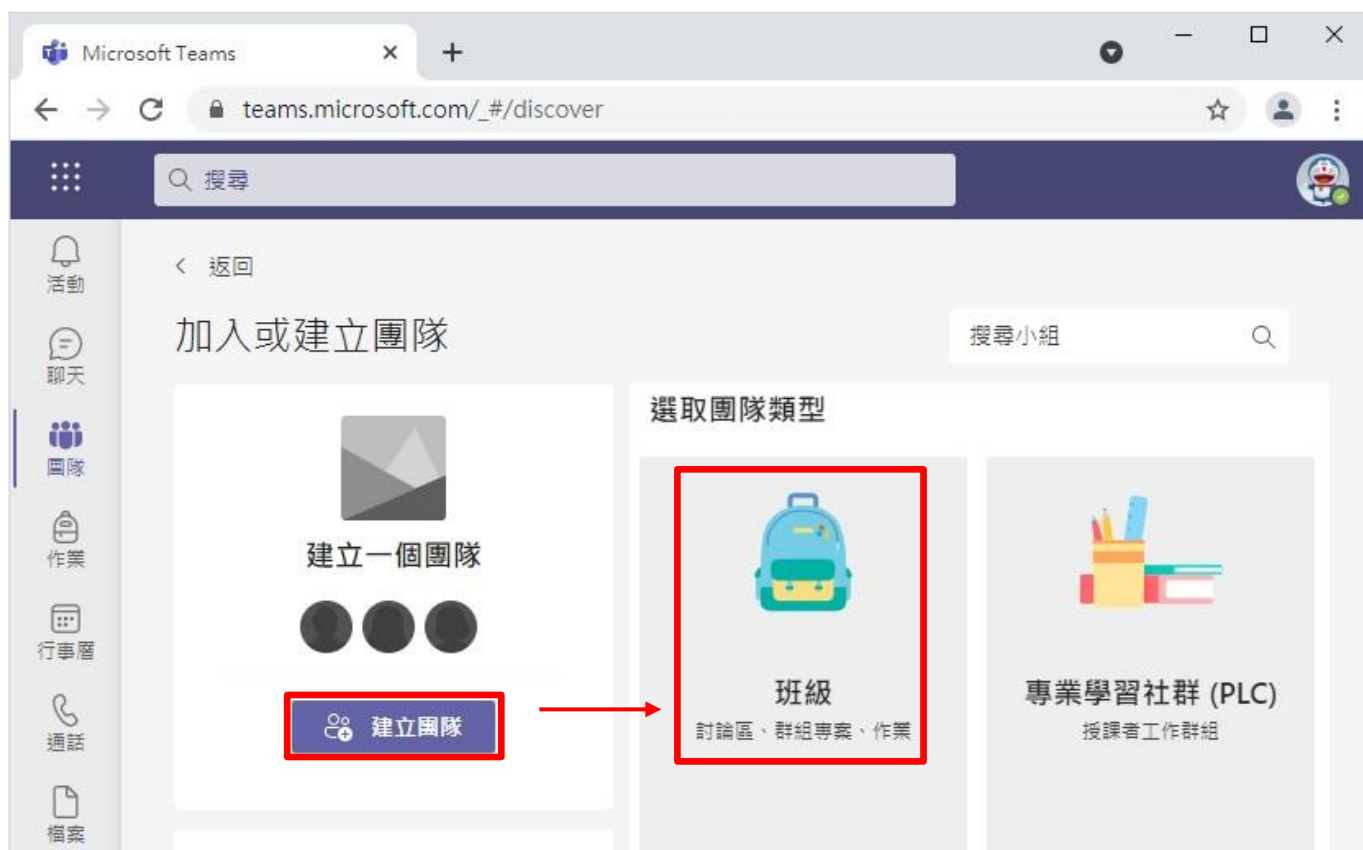 Microsoft Teams
teams.microsoft.com/_#/discover
搜尋
活動
聊天
團隊
作業
行事曆
通話
檔案
返回
加入或建立團隊
搜尋小組
建立一個團隊
建立團隊
選取團隊類型
班級
討論區、群組專案、作業
專業學習社群 (PLC)
授課者工作群組